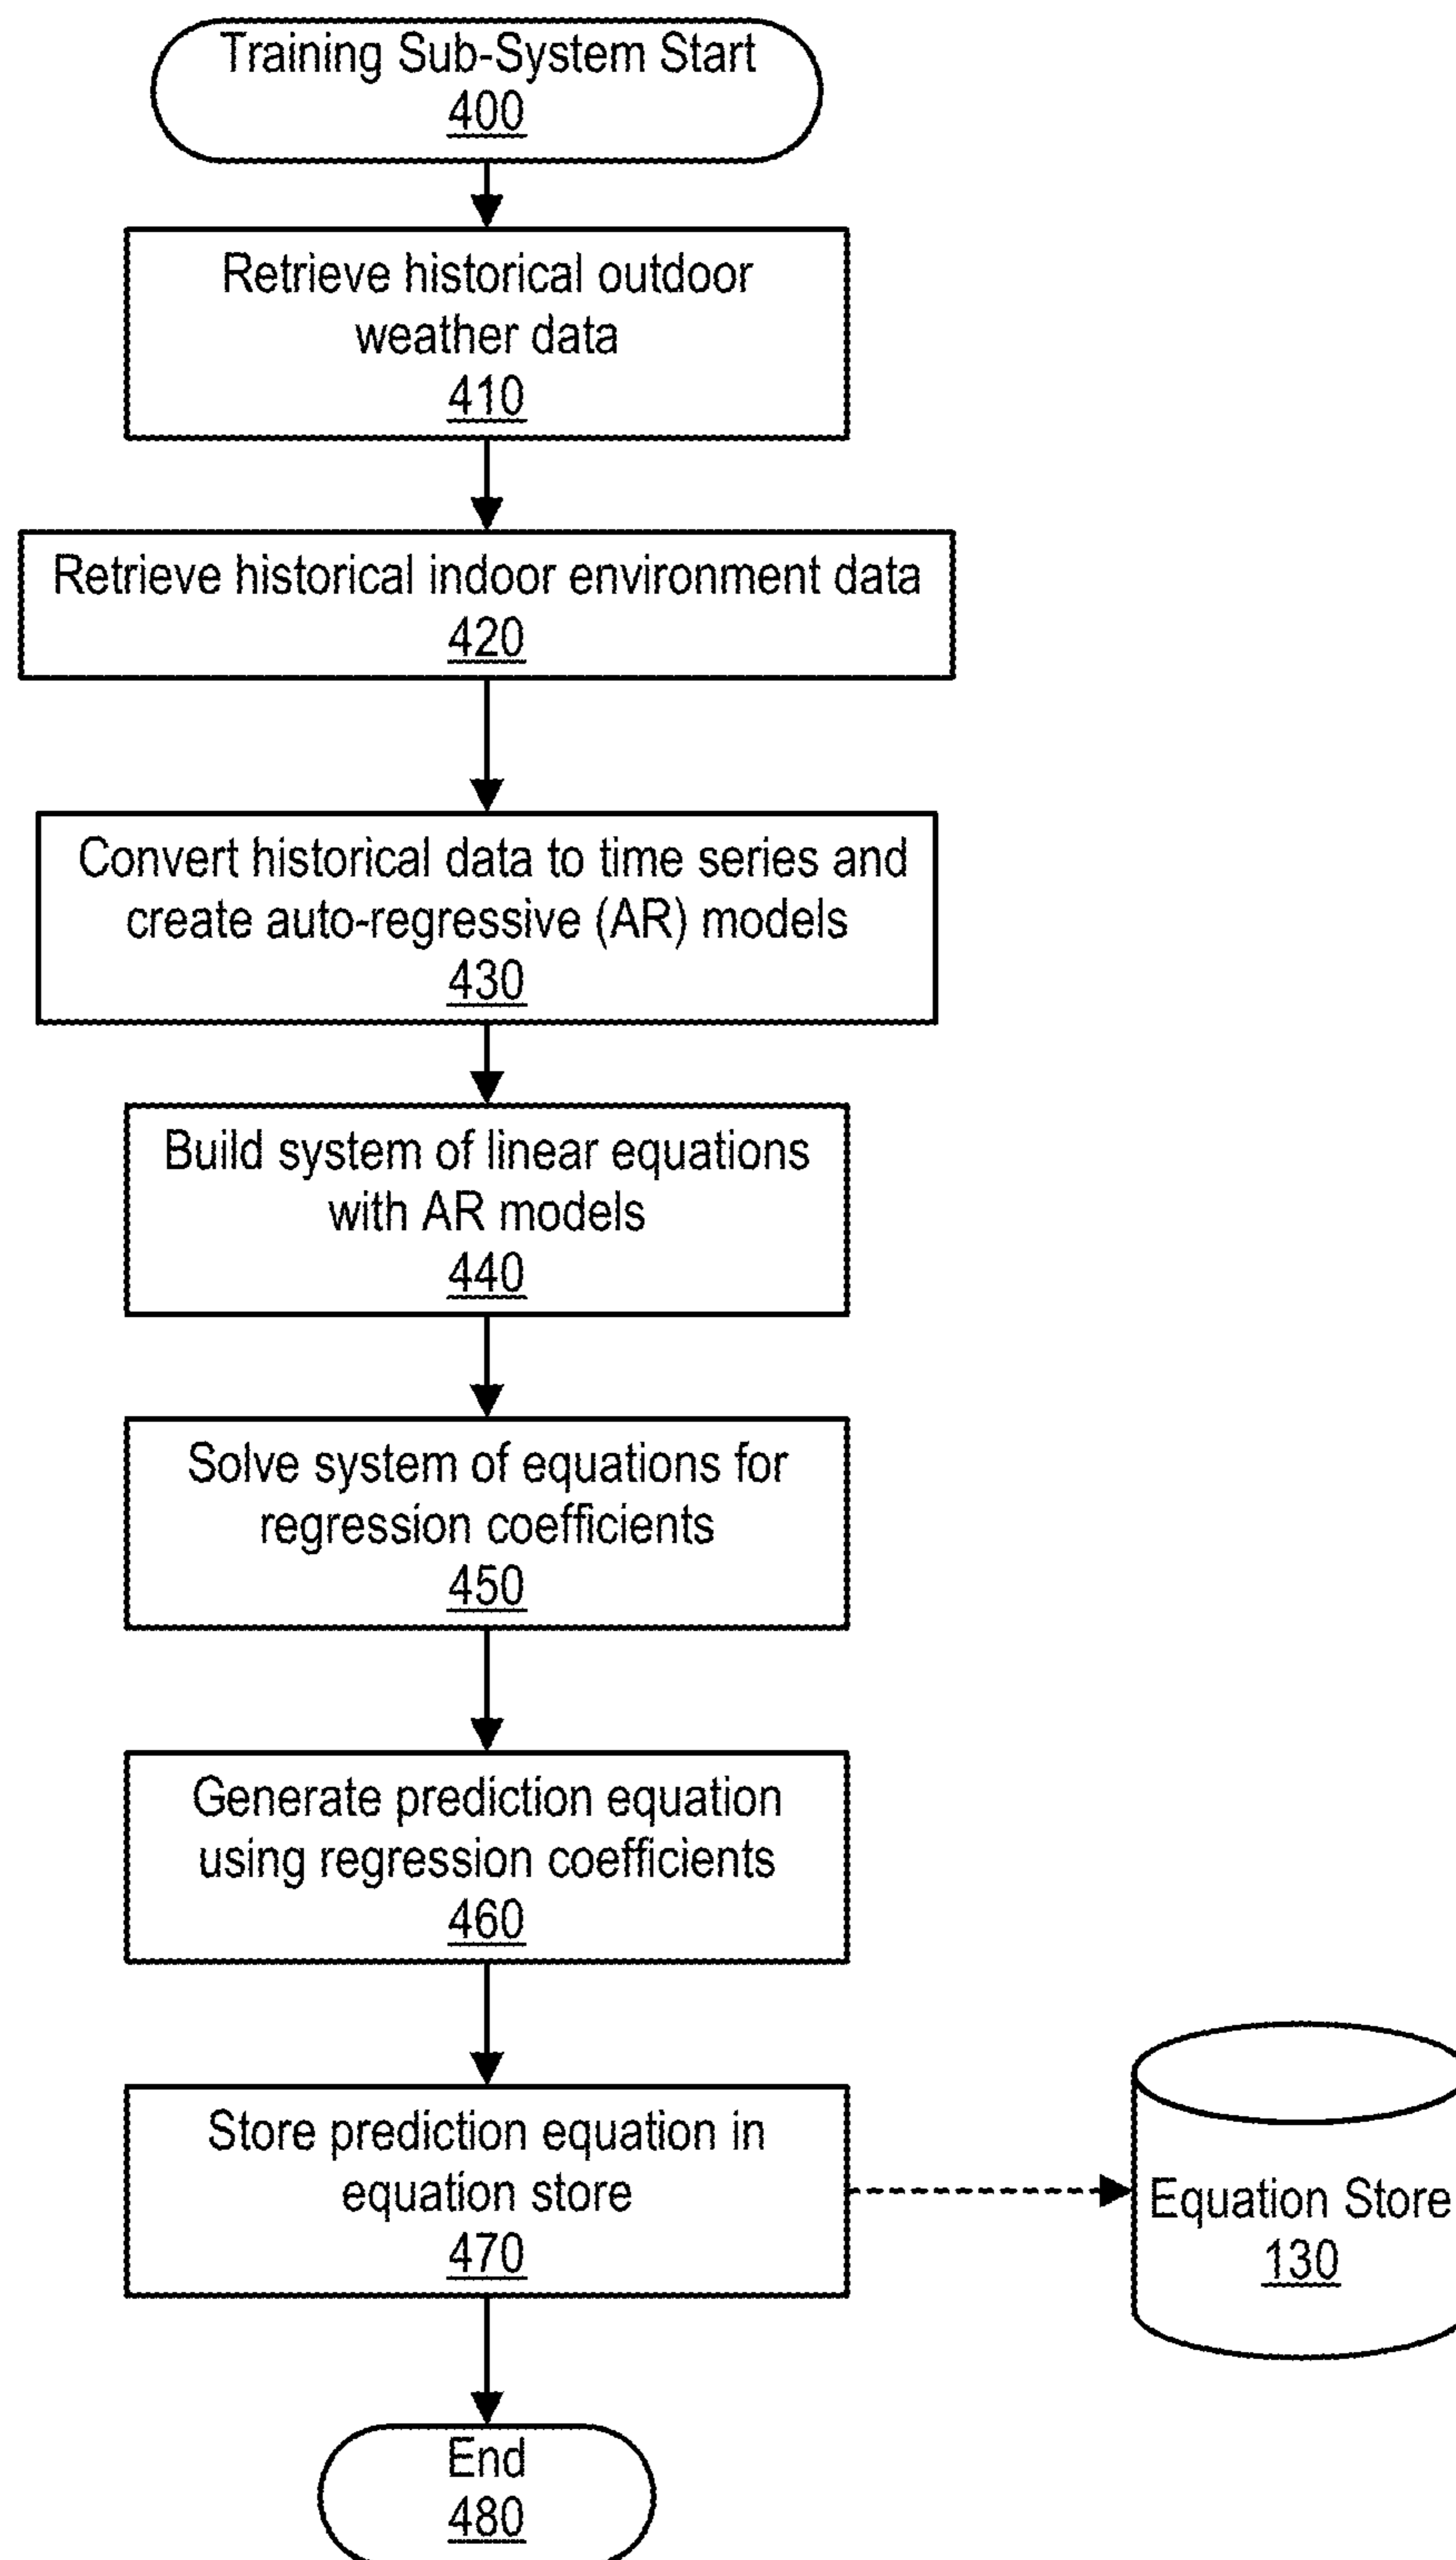 Training Sub-System Start
400
Retrieve historical outdoor
weather data
410
Retrieve historical indoor environment data
420
Convert historical data to time series and
create auto-regressive (AR) models
430
Build system of linear equations
with AR models
440
Solve system of equations for
regression coefficients
450
Generate prediction equation
using regression coefficients
460
Store prediction equation in
equation store
470
Equation Store
130
End
480